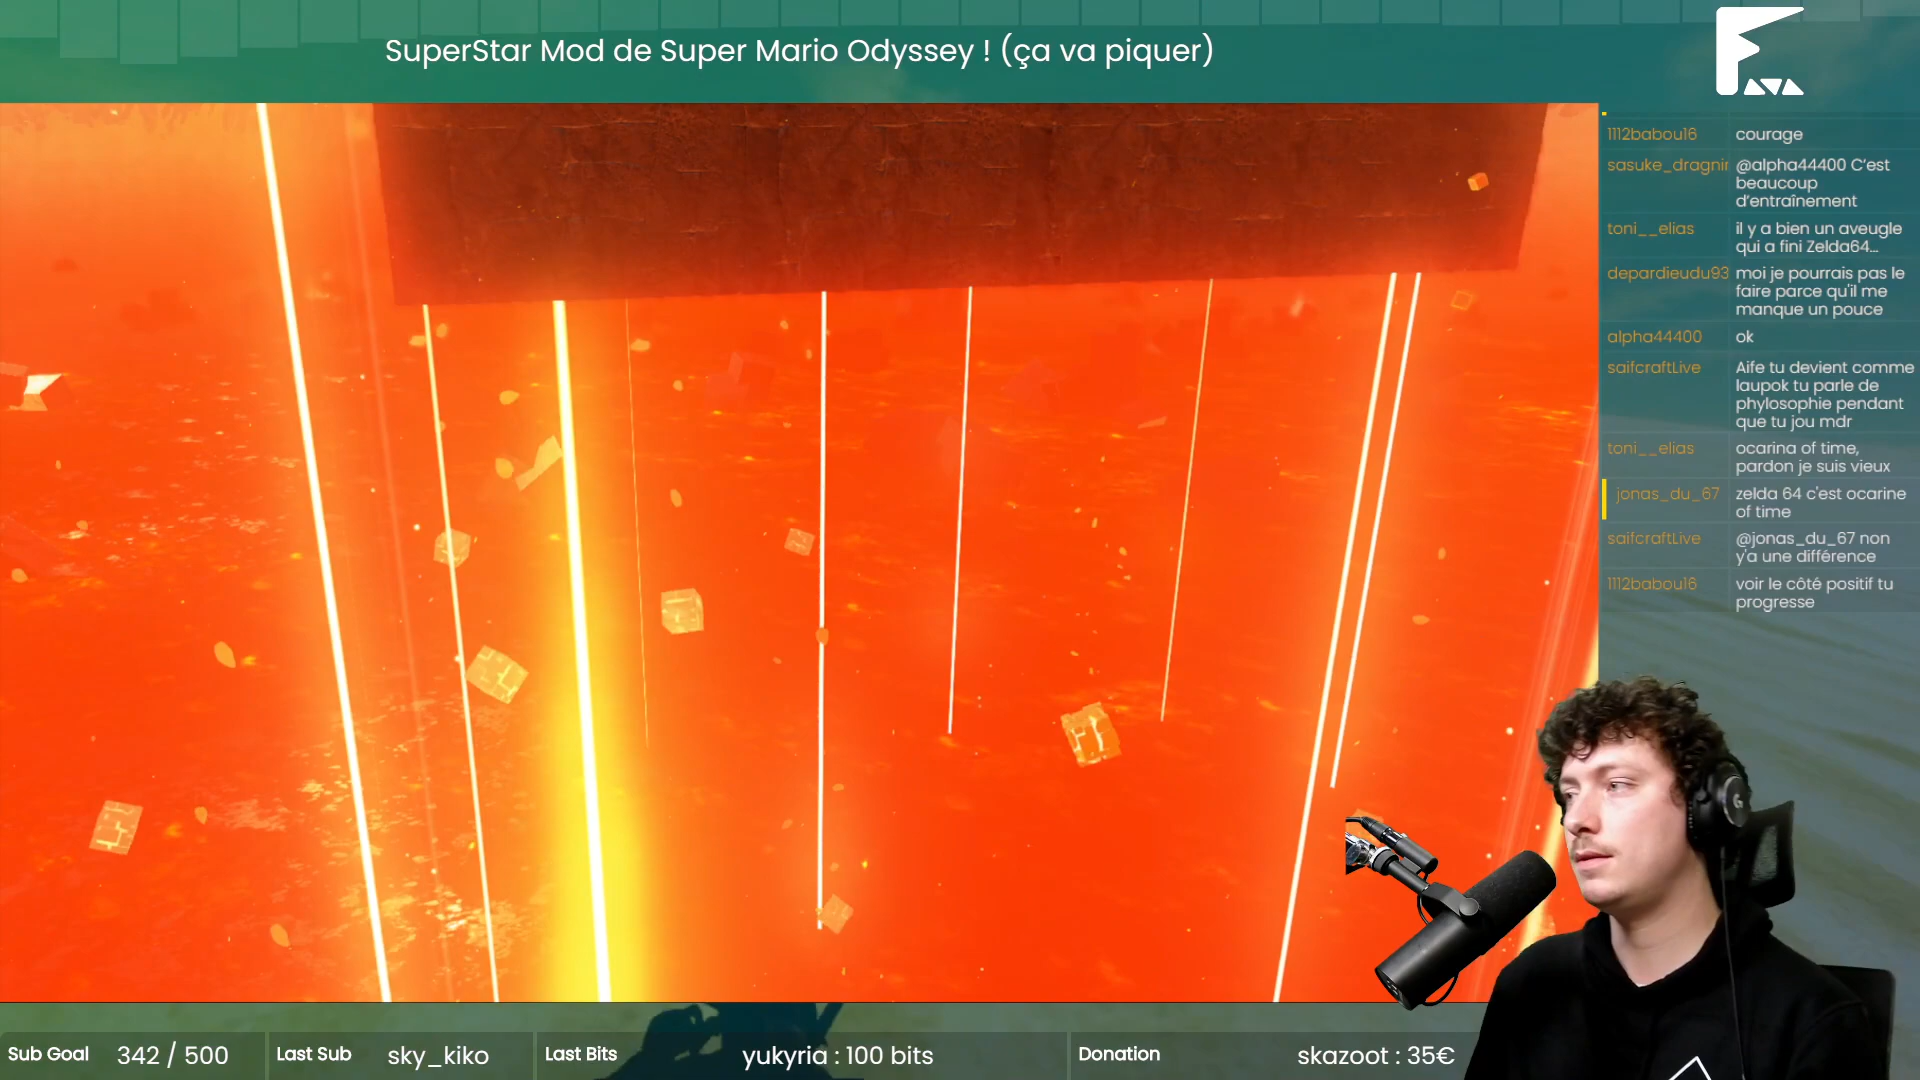 SuperStar Mod de Super Mario Odyssey ! (ça va piquer)
1112babou16 courage
sasuke_dragnir @alpha44400 C'est
beaucoup
d'entraînement
toni__elias il y a bien un aveugle
qui a fini Zelda64...
depardieudu93 moi je pourrais pas le
faire parce qu'il me
manque un pouce
alpha44400 ok
saifcraftLive Aife tu devient comme
laupok tu parle de
phylosophie pendant
que tu jou mdr
toni__elias ocarina of time,
pardon je suis vieux
jonas_du_67 zelda 64 c'est ocarine
of time
saifcraftLive @jonas_du_67 non
y'a une différence
1112babou16 voir le côté positif tu
progresse
Sub Goal 342 / 500 Last Sub sky_kiko Last Bits yukyria : 100 bits Donation skazoot : 35€